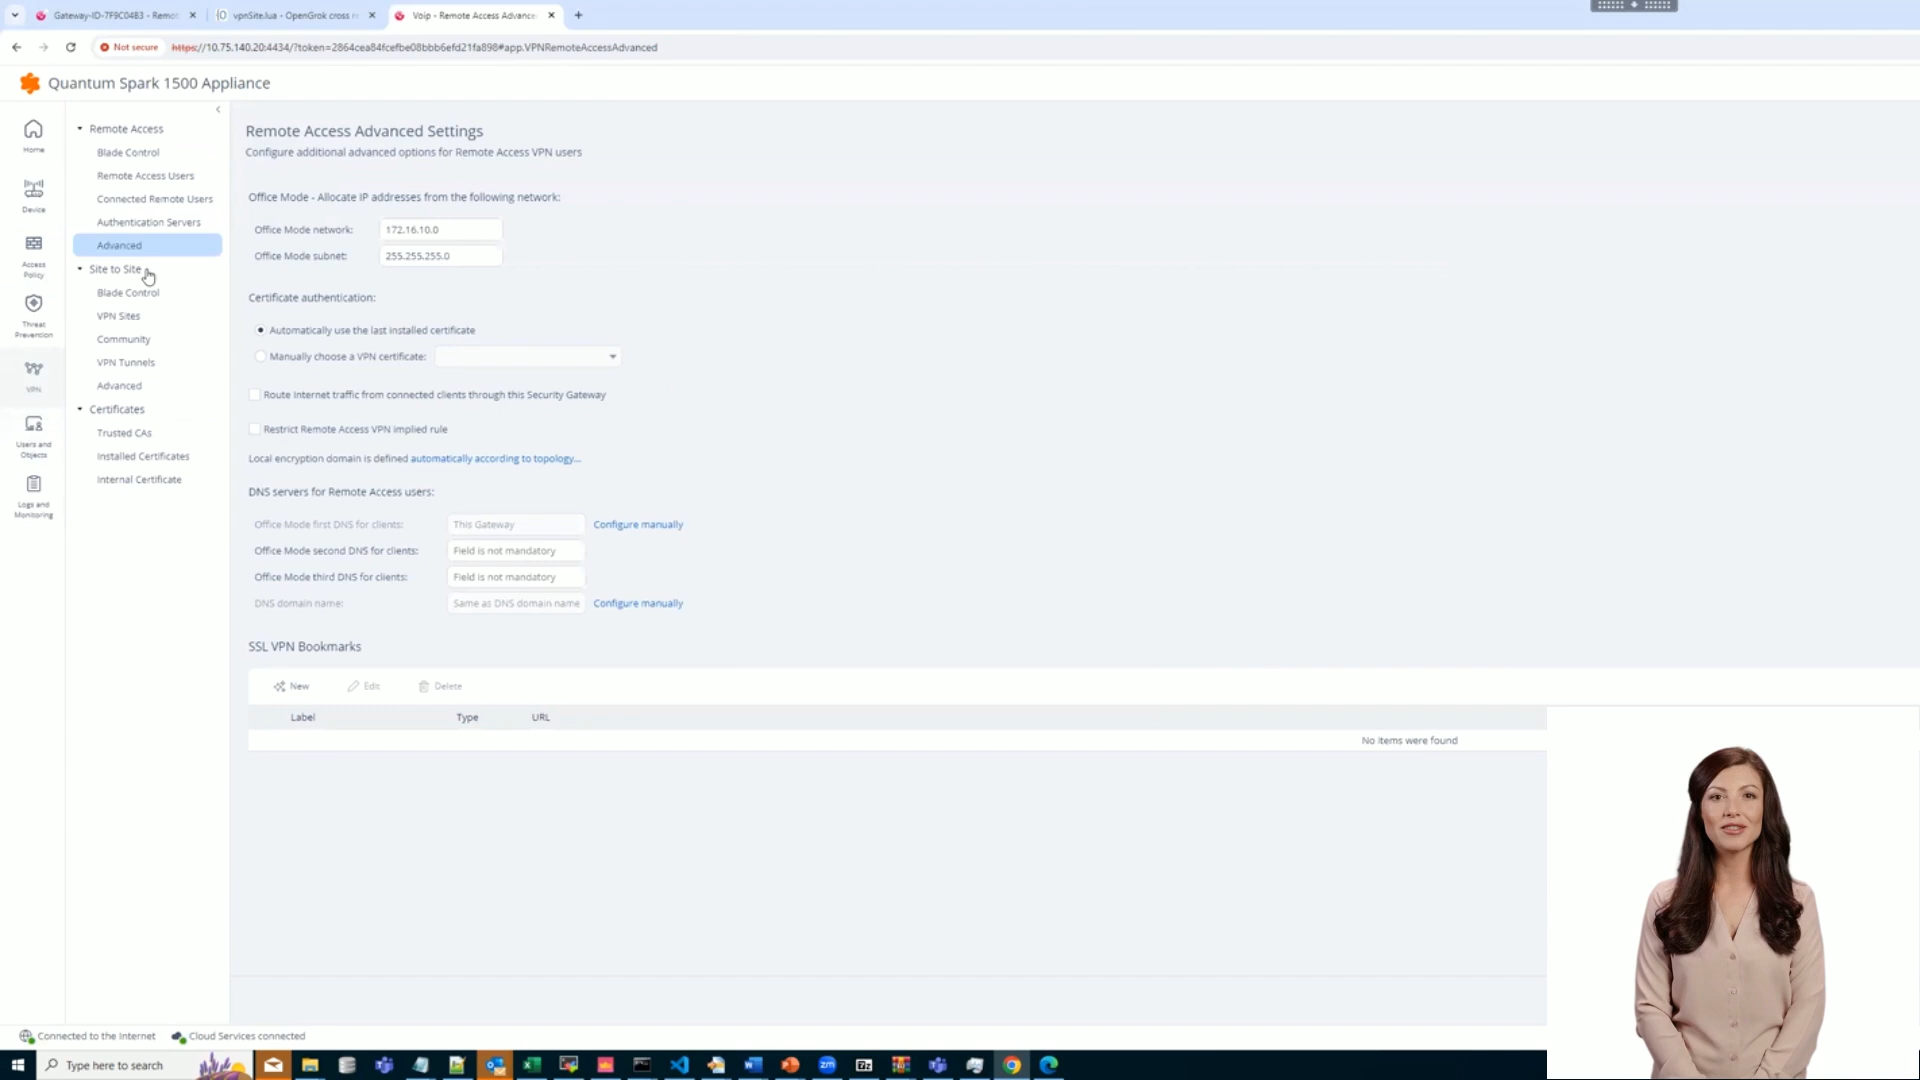 Gateway-ID-7F9C04B3 - Remot
vpnSite.lua - OpenGrok cross r
Voip - Remote Access Advance
Not secure
https://10.75.140.20:4434/?token=2864cea84fcefbe08bbb6efd21fa898#app.VPNRemoteAccessAdvanced
Quantum Spark 1500 Appliance
Home
Device
Access
Policy
Threat
Prevention
VPN
Users and
Objects
Logs and
Monitoring
Remote Access
Blade Control
Remote Access Users
Connected Remote Users
Authentication Servers
Advanced
Site to Site
Blade Control
VPN Sites
Community
VPN Tunnels
Advanced
Certificates
Trusted CAs
Installed Certificates
Internal Certificate
Remote Access Advanced Settings
Configure additional advanced options for Remote Access VPN users
Office Mode - Allocate IP addresses from the following network:
Office Mode network: 172.16.10.0
Office Mode subnet: 255.255.255.0
Certificate authentication:
Automatically use the last installed certificate
Manually choose a VPN certificate:
Route Internet traffic from connected clients through this Security Gateway
Restrict Remote Access VPN implied rule
Local encryption domain is defined automatically according to topology...
DNS servers for Remote Access users:
Office Mode first DNS for clients: This Gateway Configure manually
Office Mode second DNS for clients: Field is not mandatory
Office Mode third DNS for clients: Field is not mandatory
DNS domain name: Same as DNS domain name Configure manually
SSL VPN Bookmarks
New Edit Delete
Label Type URL
No items were found
Connected to the Internet Cloud Services connected
Type here to search